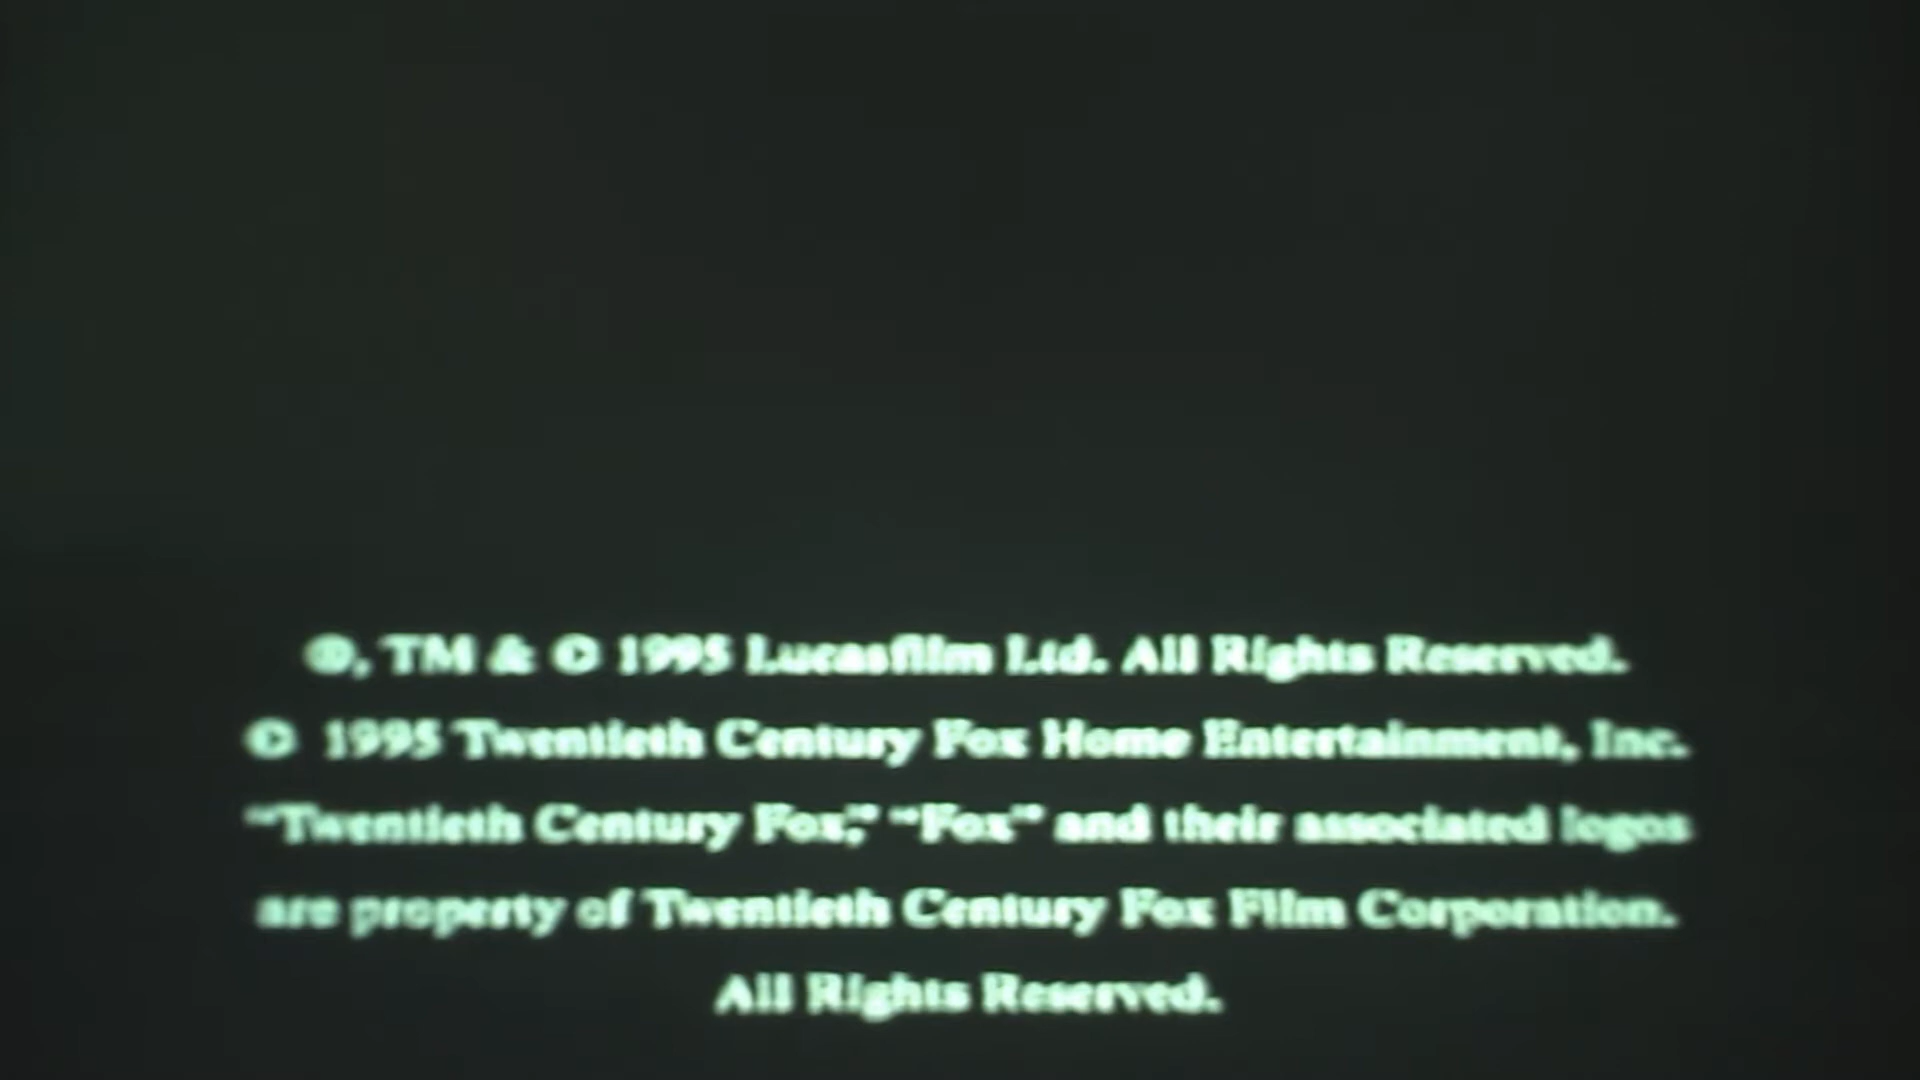 ®, TM & © 1995 Lucasfilm Ltd. All Rights Reserved.
© 1995 Twentieth Century Fox Home Entertainment, Inc.
“Twentieth Century Fox,” “Fox” and their associated logos
are property of Twentieth Century Fox Film Corporation.
All Rights Reserved.